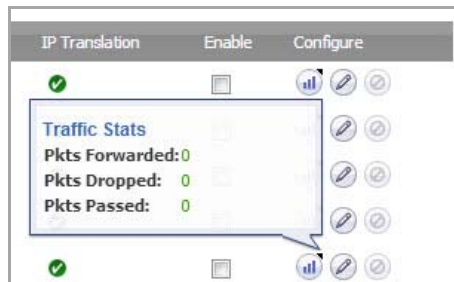 IP Translation Enable Configure
Traffic Stats
Pkts Forwarded:0
Pkts Dropped: 0
Pkts Passed: 0